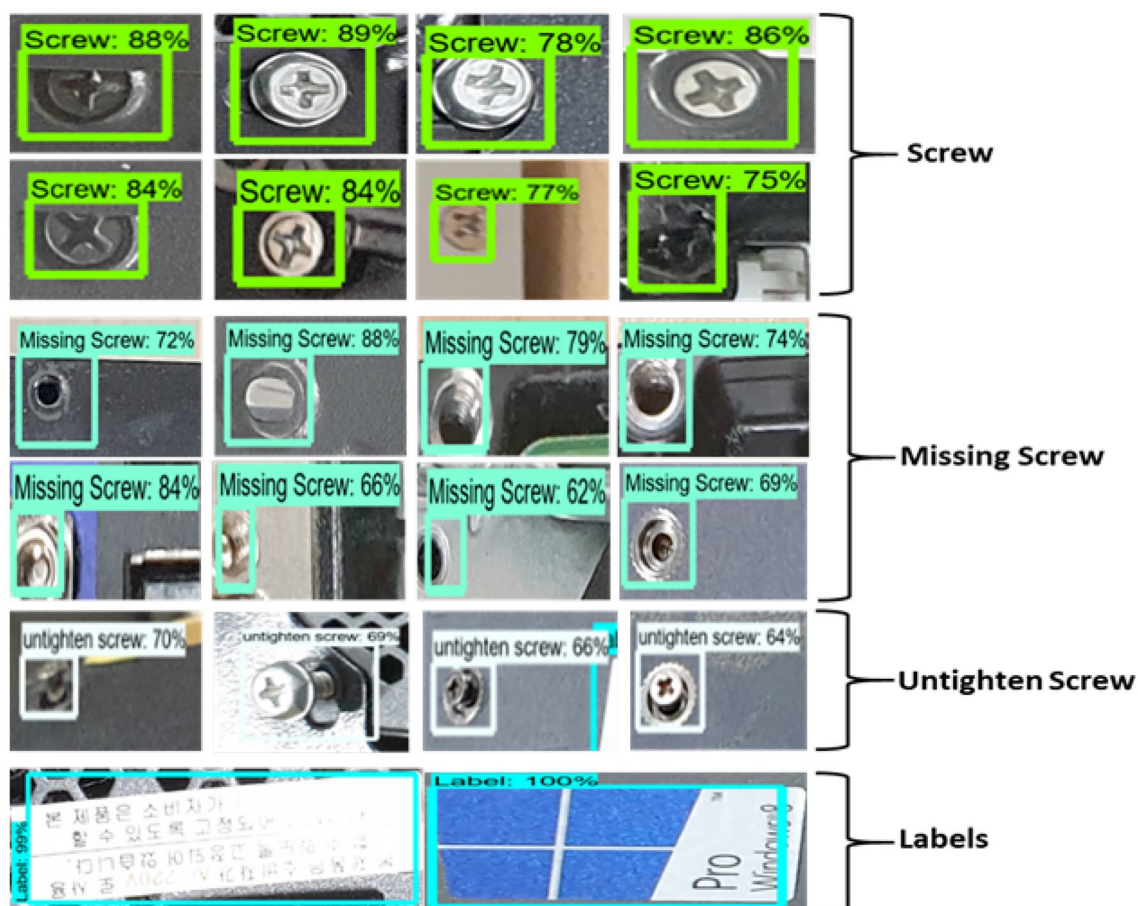 Screw: 88%
Screw: 89%
Screw: 78%
Screw: 86%
Screw: 84%
Screw: 84%
Screw: 77%
Screw: 75%
Screw
Missing Screw: 72%
Missing Screw: 88%
Missing Screw: 79%
Missing Screw: 74%
Missing Screw: 84%
Missing Screw: 66%
Missing Screw: 62%
Missing Screw: 69%
Missing Screw
untighten screw: 70%
untighten screw: 69%
untighten screw: 66%
untighten screw: 64%
Untighten Screw
Label: 99%
본 제품은 소비자가
할 수 있도록 고정도
Label: 100%
Pro
Windows 8
TM
Labels